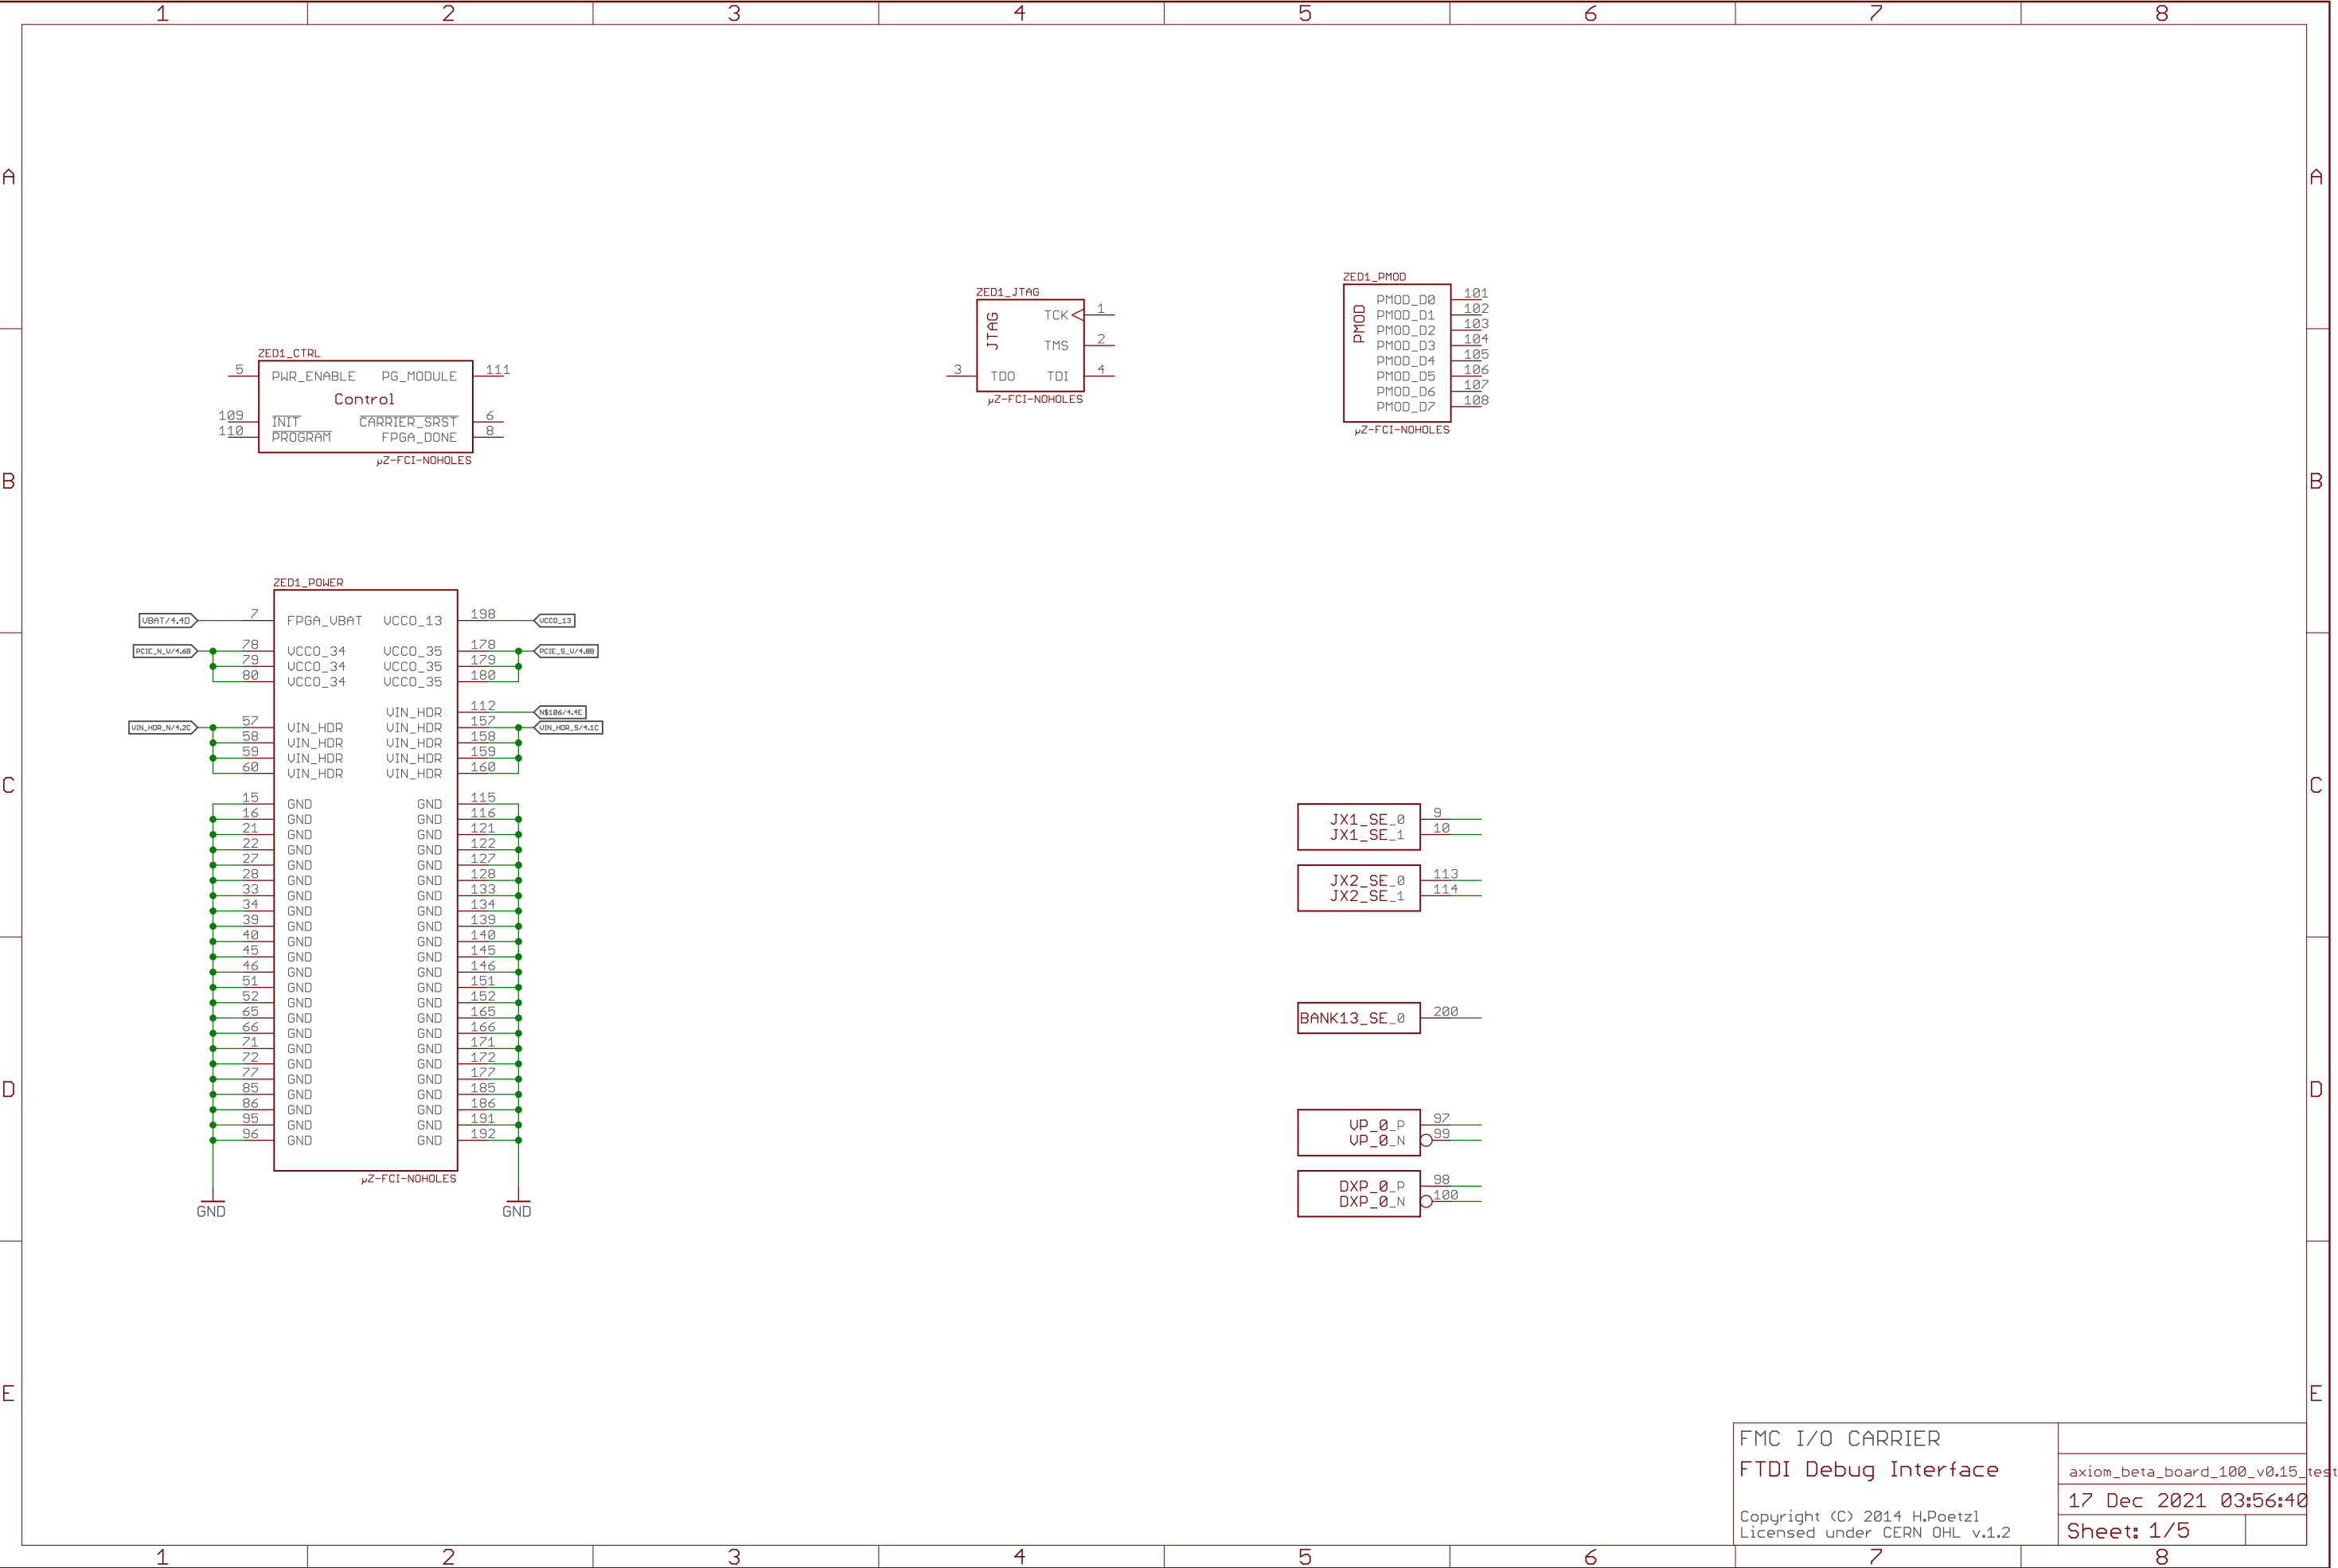 1 2 3 4 5 6 7 8
A A
B B
C C
D D
E E
ZED1_CTRL
5 PWR_ENABLE PG_MODULE 111
Control
109 INIT CARRIER_SRST 6
110 PROGRAM FPGA_DONE 8
µZ-FCI-NOHOLES
ZED1_JTAG
JTAG
TCK 1
TMS 2
3 TDO TDI 4
µZ-FCI-NOHOLES
ZED1_PMOD
PMOD
PMOD_D0 101
PMOD_D1 102
PMOD_D2 103
PMOD_D3 104
PMOD_D4 105
PMOD_D5 106
PMOD_D6 107
PMOD_D7 108
µZ-FCI-NOHOLES
ZED1_POWER
VBAT/4.4D 7 FPGA_VBAT VCCO_13 198 VCCO_13
PCIE_N_V/4.6B 78 VCCO_34 VCCO_35 178 PCIE_S_V/4.8B
79 VCCO_34 VCCO_35 179
80 VCCO_34 VCCO_35 180
VIN_HDR 112 N$106/4.4E
VIN_HDR_N/4.2C 57 VIN_HDR VIN_HDR 157 VIN_HDR_S/4.1C
58 VIN_HDR VIN_HDR 158
59 VIN_HDR VIN_HDR 159
60 VIN_HDR VIN_HDR 160
15 GND GND 115
16 GND GND 116
21 GND GND 121
22 GND GND 122
27 GND GND 127
28 GND GND 128
33 GND GND 133
34 GND GND 134
39 GND GND 139
40 GND GND 140
45 GND GND 145
46 GND GND 146
51 GND GND 151
52 GND GND 152
65 GND GND 165
66 GND GND 166
71 GND GND 171
72 GND GND 172
77 GND GND 177
85 GND GND 185
86 GND GND 186
95 GND GND 191
96 GND GND 192
µZ-FCI-NOHOLES
GND GND
JX1_SE_0 9
JX1_SE_1 10
JX2_SE_0 113
JX2_SE_1 114
BANK13_SE_0 200
VP_0_P 97
VP_0_N 99
DXP_0_P 98
DXP_0_N 100
FMC I/O CARRIER
FTDI Debug Interface
Copyright (C) 2014 H.Poetzl
Licensed under CERN OHL v.1.2
axiom_beta_board_100_v0.15_test
17 Dec 2021 03:56:40
Sheet: 1/5
1 2 3 4 5 6 7 8